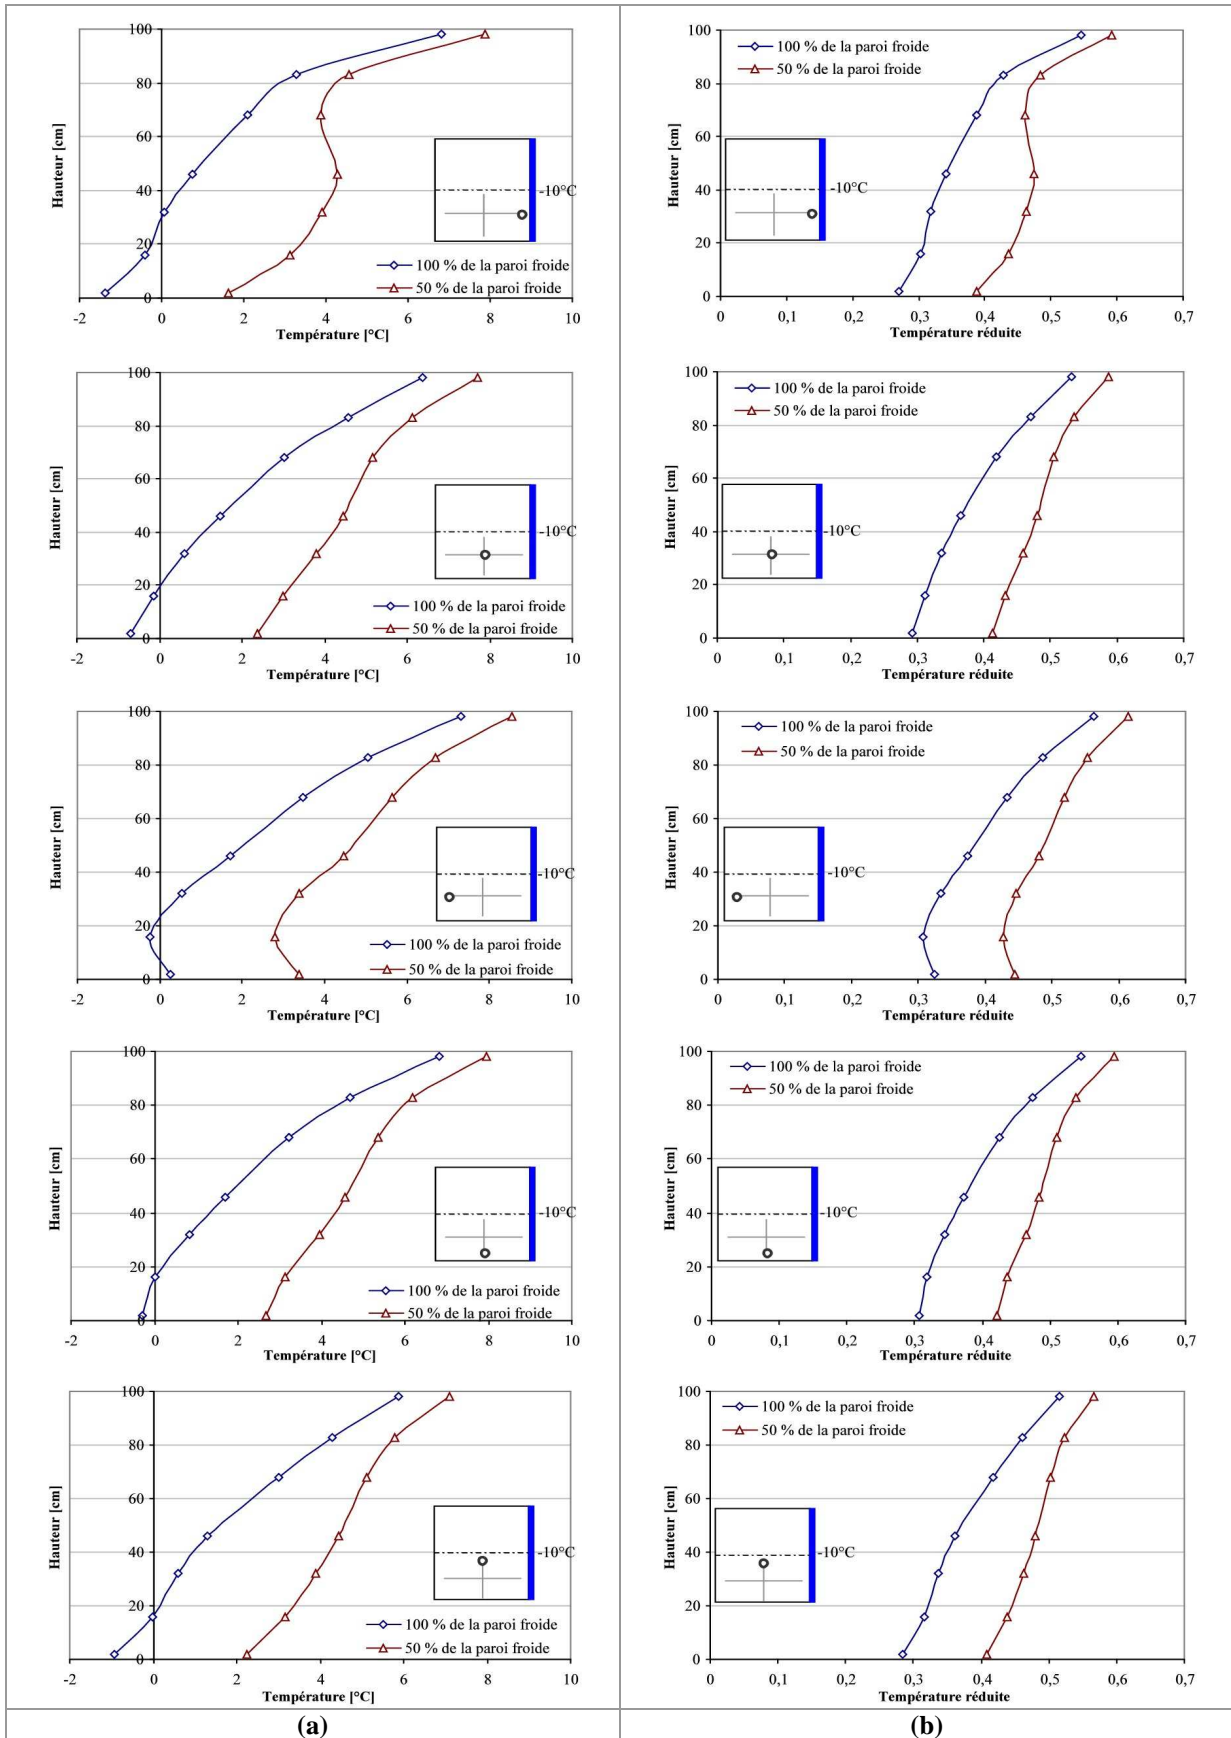 100
80
60
40
20
0
Hauteur [cm]
-10°C
100 % de la paroi froide
50 % de la paroi froide
-2 0 2 4 6 8 10
Température [°C]
100
80
60
40
20
0
Hauteur [cm]
100 % de la paroi froide
50 % de la paroi froide
-10°C
0 0,1 0,2 0,3 0,4 0,5 0,6 0,7
Température réduite
100
80
60
40
20
0
Hauteur [cm]
-10°C
100 % de la paroi froide
50 % de la paroi froide
-2 0 2 4 6 8 10
Température [°C]
100
80
60
40
20
0
Hauteur [cm]
100 % de la paroi froide
50 % de la paroi froide
-10°C
0 0,1 0,2 0,3 0,4 0,5 0,6 0,7
Température réduite
100
80
60
40
20
0
Hauteur [cm]
-10°C
100 % de la paroi froide
50 % de la paroi froide
-2 0 2 4 6 8 10
Température [°C]
100
80
60
40
20
0
Hauteur [cm]
100 % de la paroi froide
50 % de la paroi froide
-10°C
0 0,1 0,2 0,3 0,4 0,5 0,6 0,7
Température réduite
100
80
60
40
20
0
Hauteur [cm]
-10°C
100 % de la paroi froide
50 % de la paroi froide
-2 0 2 4 6 8 10
Température [°C]
100
80
60
40
20
0
Hauteur [cm]
100 % de la paroi froide
50 % de la paroi froide
-10°C
0 0,1 0,2 0,3 0,4 0,5 0,6 0,7
Température réduite
100
80
60
40
20
0
Hauteur [cm]
-10°C
100 % de la paroi froide
50 % de la paroi froide
-2 0 2 4 6 8 10
Température [°C]
100
80
60
40
20
0
Hauteur [cm]
100 % de la paroi froide
50 % de la paroi froide
-10°C
0 0,1 0,2 0,3 0,4 0,5 0,6 0,7
Température réduite
(a)
(b)